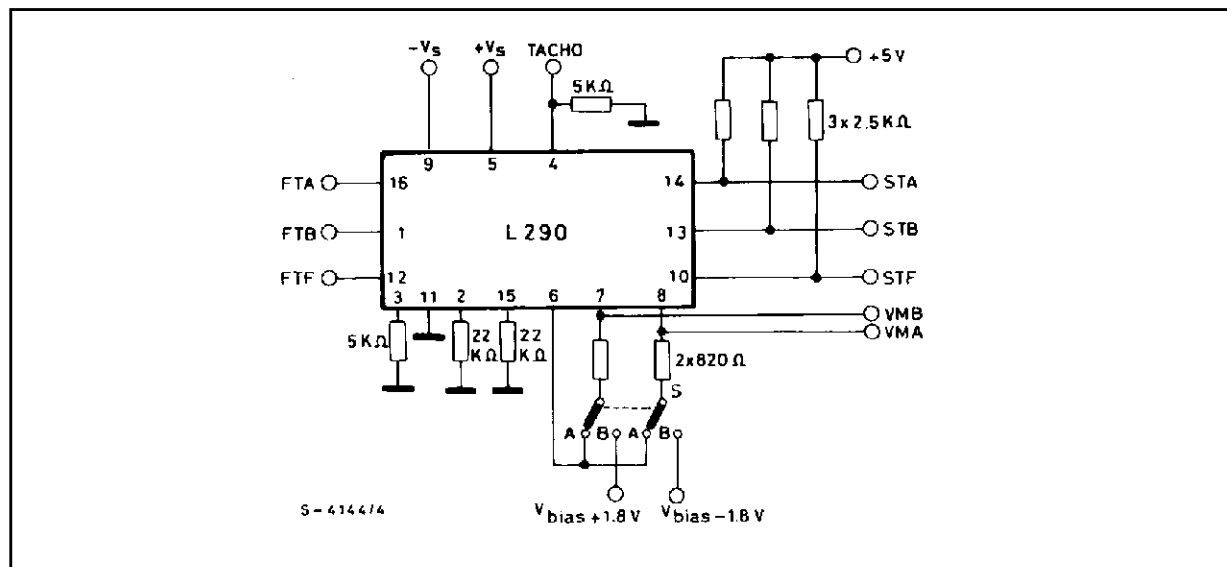 -Vs +Vs TACHO
+5V
5KΩ
3x2.5KΩ
9 5 4
FTA 16 14 STA
FTB 1 L290 13 STB
FTF 12 10 STF
3 11 2 15 6 7 8
VMB
VMA
5KΩ 22 KΩ 22 KΩ
2x820Ω
S
A B A B
Vbias+1.8V Vbias-1.8V
S-4144/4